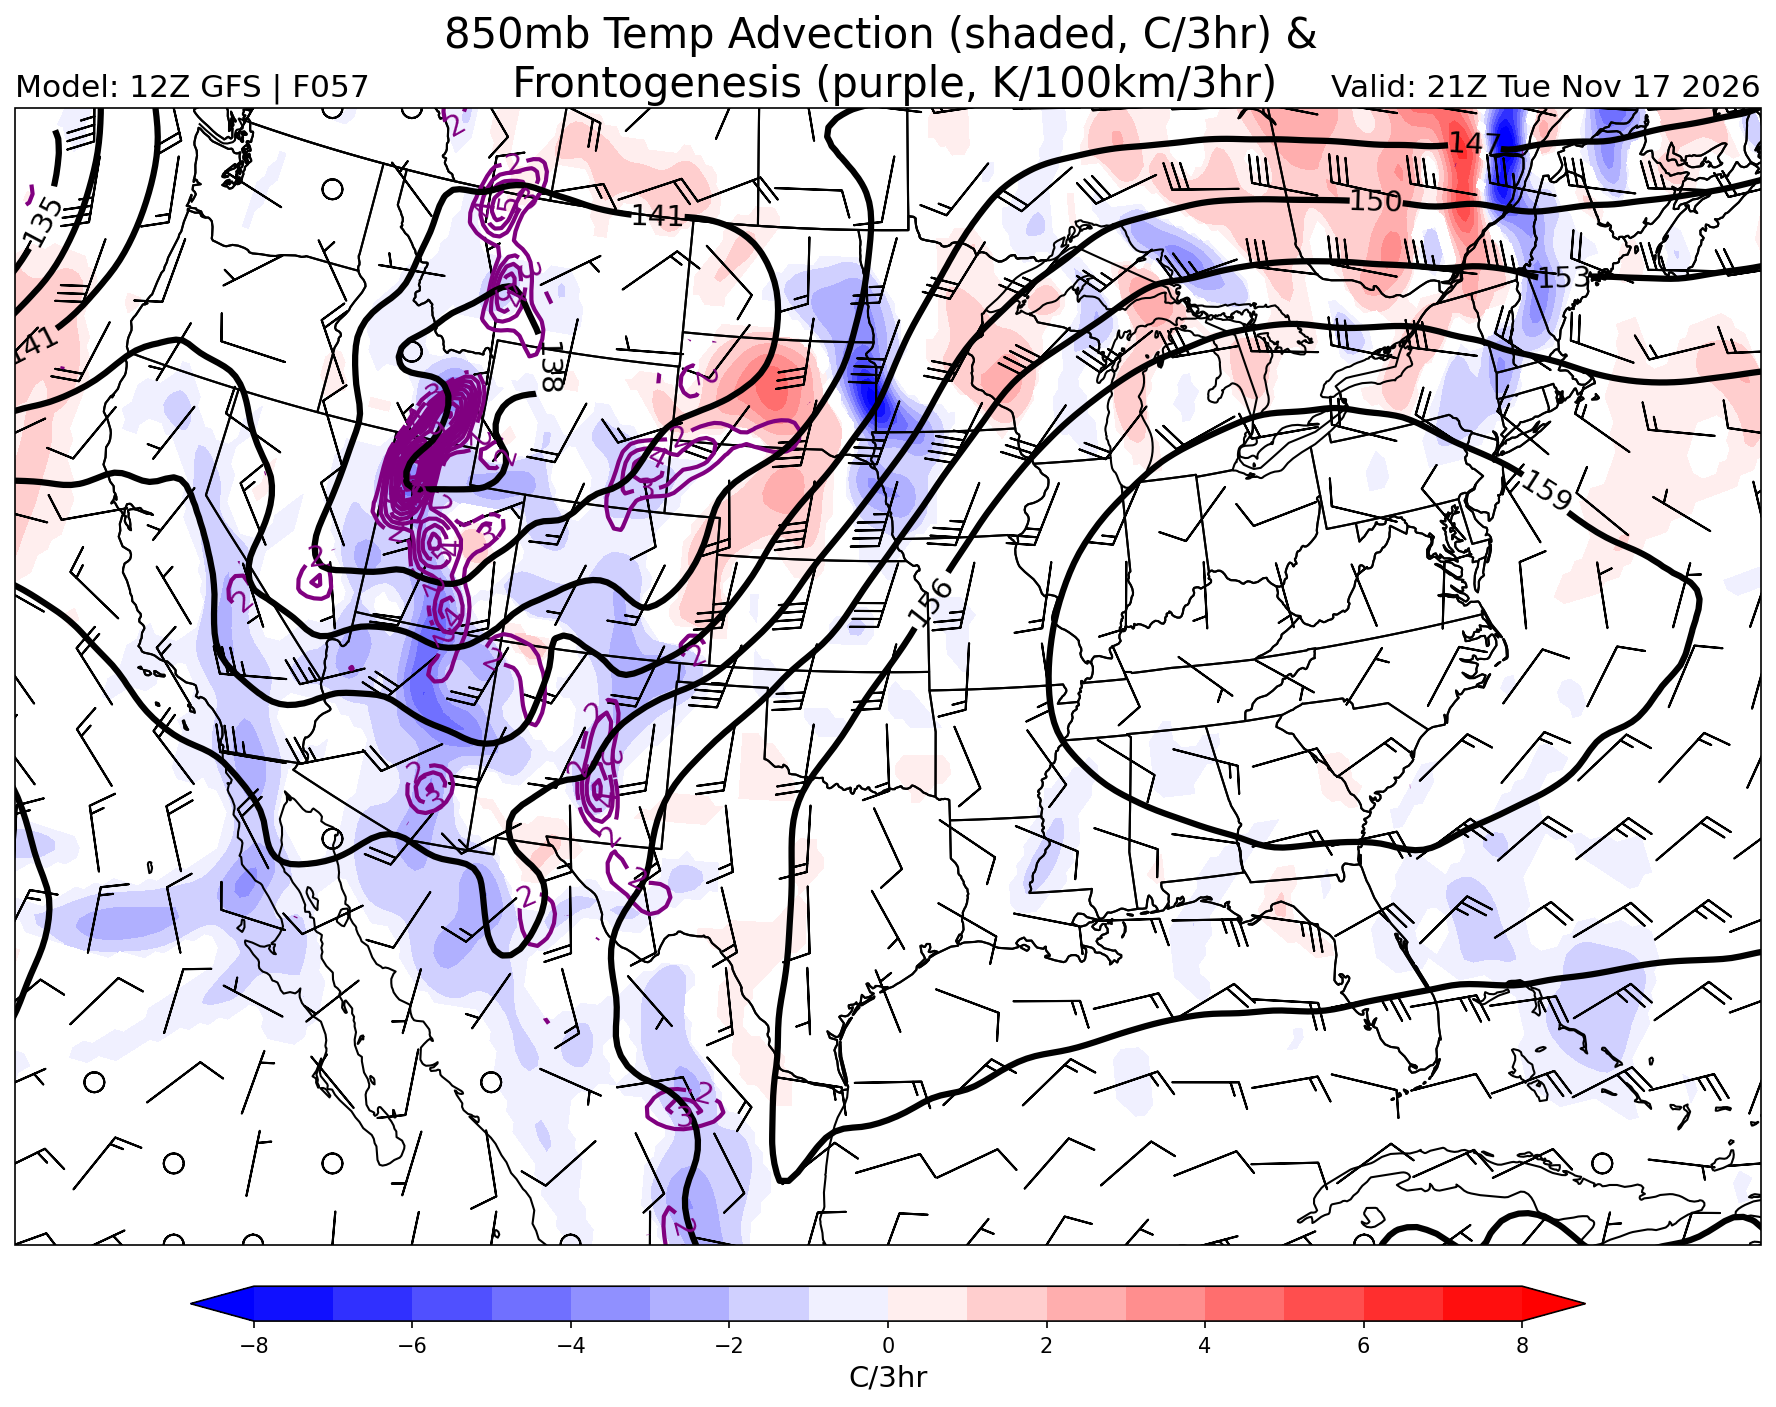 850mb Temp Advection (shaded, C/3hr) &
Model: 12Z GFS | F057
Frontogenesis (purple, K/100km/3hr)
Valid: 21Z Tue Nov 17 2026
147
150
153
141
135
141
138
159
156
−8 −6 −4 −2 0 2 4 6 8
C/3hr